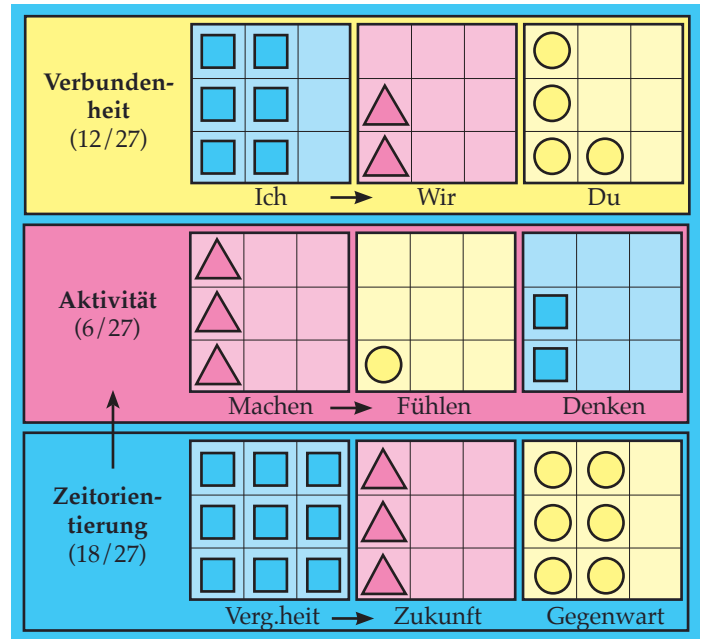 Verbunden-
heit
(12/27)
Ich → Wir Du
Aktivität
(6/27)
Machen → Fühlen Denken
Zeitorien-
tierung
(18/27)
Verg.heit → Zukunft Gegenwart